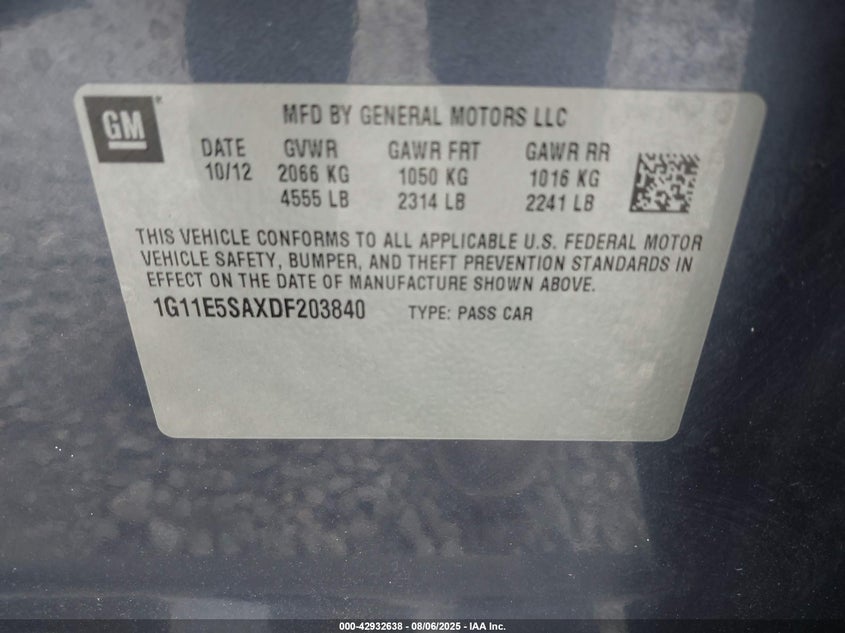 GM
MFD BY GENERAL MOTORS LLC
DATE GVWR GAWR FRT GAWR RR
10/12 2066 KG 1050 KG 1016 KG
4555 LB 2314 LB 2241 LB
THIS VEHICLE CONFORMS TO ALL APPLICABLE U.S. FEDERAL MOTOR
VEHICLE SAFETY, BUMPER, AND THEFT PREVENTION STANDARDS IN
EFFECT ON THE DATE OF MANUFACTURE SHOWN ABOVE.
1G11E5SAXDF203840 TYPE: PASS CAR
000-42932638 - 08/06/2025 - IAA Inc.